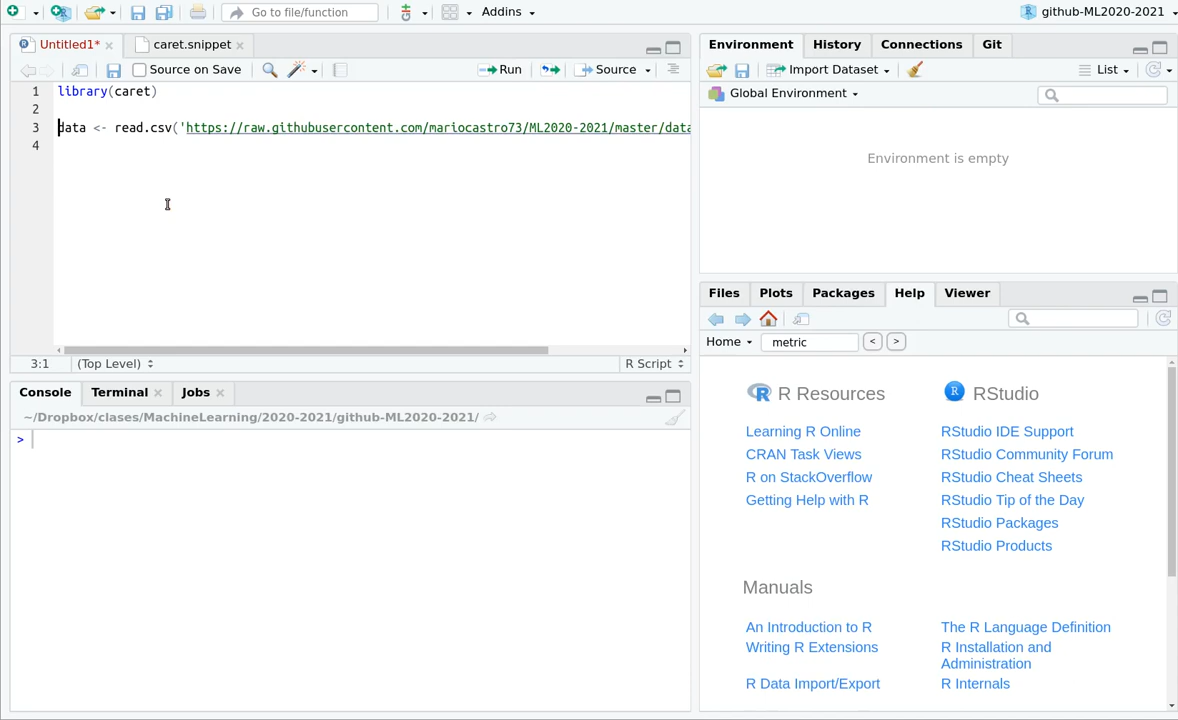 Go to file/function
Addins
github-ML2020-2021
Untitled1*
caret.snippet
Source on Save
Run
Source
1 library(caret)
2
3 data <- read.csv('https://raw.githubusercontent.com/mariocastro73/ML2020-2021/master/data
4
3:1
(Top Level)
R Script
Console
Terminal
Jobs
~/Dropbox/clases/MachineLearning/2020-2021/github-ML2020-2021/
>
Environment
History
Connections
Git
Import Dataset
List
Global Environment
Environment is empty
Files
Plots
Packages
Help
Viewer
Home
metric
<
>
R Resources
Learning R Online
CRAN Task Views
R on StackOverflow
Getting Help with R
RStudio
RStudio IDE Support
RStudio Community Forum
RStudio Cheat Sheets
RStudio Tip of the Day
RStudio Packages
RStudio Products
Manuals
An Introduction to R
Writing R Extensions
R Data Import/Export
The R Language Definition
R Installation and
Administration
R Internals